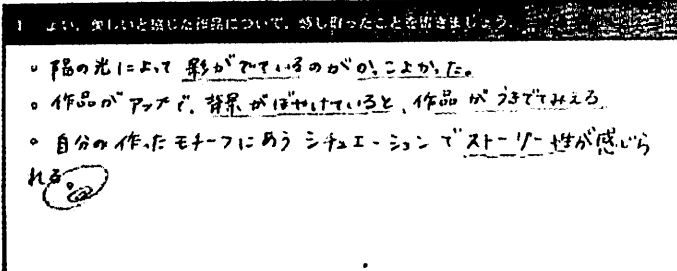 1 よい、美しいと感じた作品について、感じ取ったことを書きましょう。
。陽の光によって影がでているのがかっこよかった。
。作品がアップで、背景がぼやけていると、作品がうきでてみえる
。自分の作ったモチーフにあうシチュエーションでストーリー性が感じら
れる。